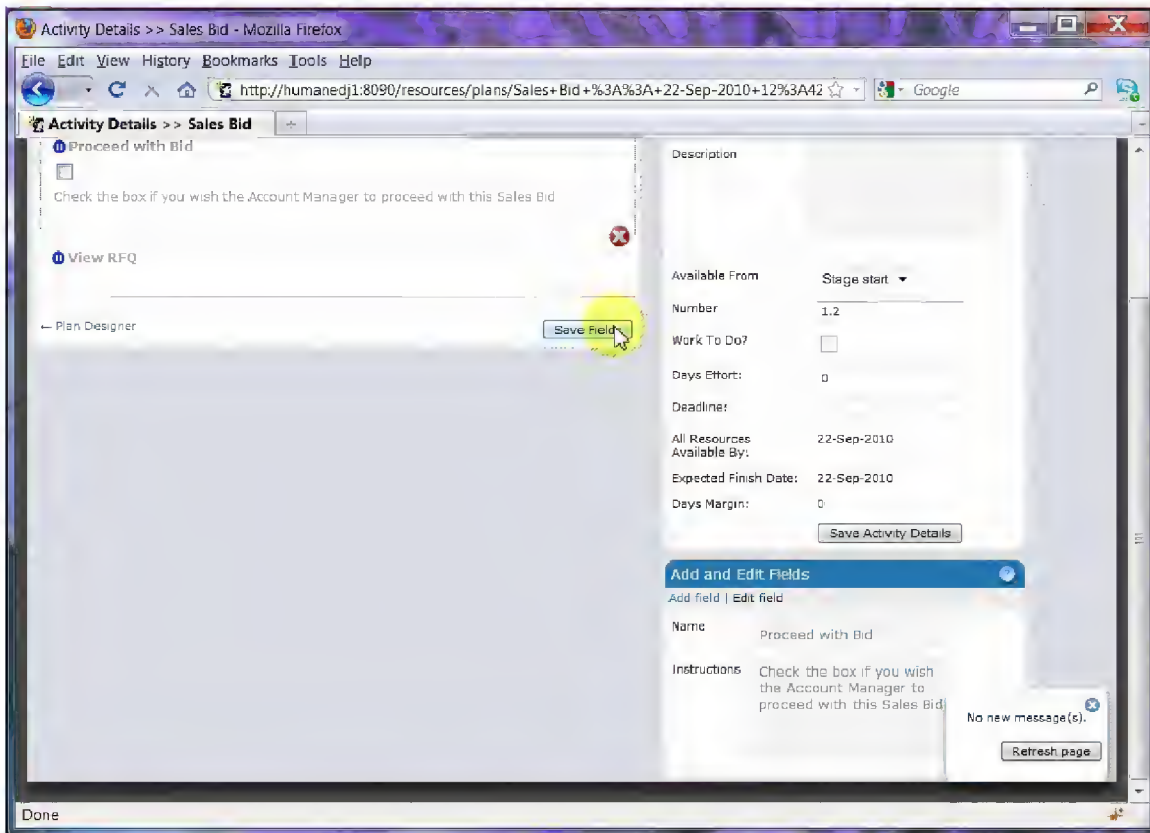 Activity Details >> Sales Bid - Mozilla Firefox
File Edit View History Bookmarks Tools Help
http://humanedj1:8090/resources/plans/Sales+Bid+%3A%3A+22-Sep-2010+12%3A42
Google
Activity Details >> Sales Bid
Proceed with Bid
Check the box if you wish the Account Manager to proceed with this Sales Bid
View RFQ
← Plan Designer
Save Fields
Description
Available From Stage start
Number 1.2
Work To Do?
Days Effort: 0
Deadline:
All Resources Available By: 22-Sep-2010
Expected Finish Date: 22-Sep-2010
Days Margin: 0
Save Activity Details
Add and Edit Fields
Add field | Edit field
Name Proceed with Bid
Instructions Check the box if you wish
the Account Manager to
proceed with this Sales Bid
No new message(s).
Refresh page
Done